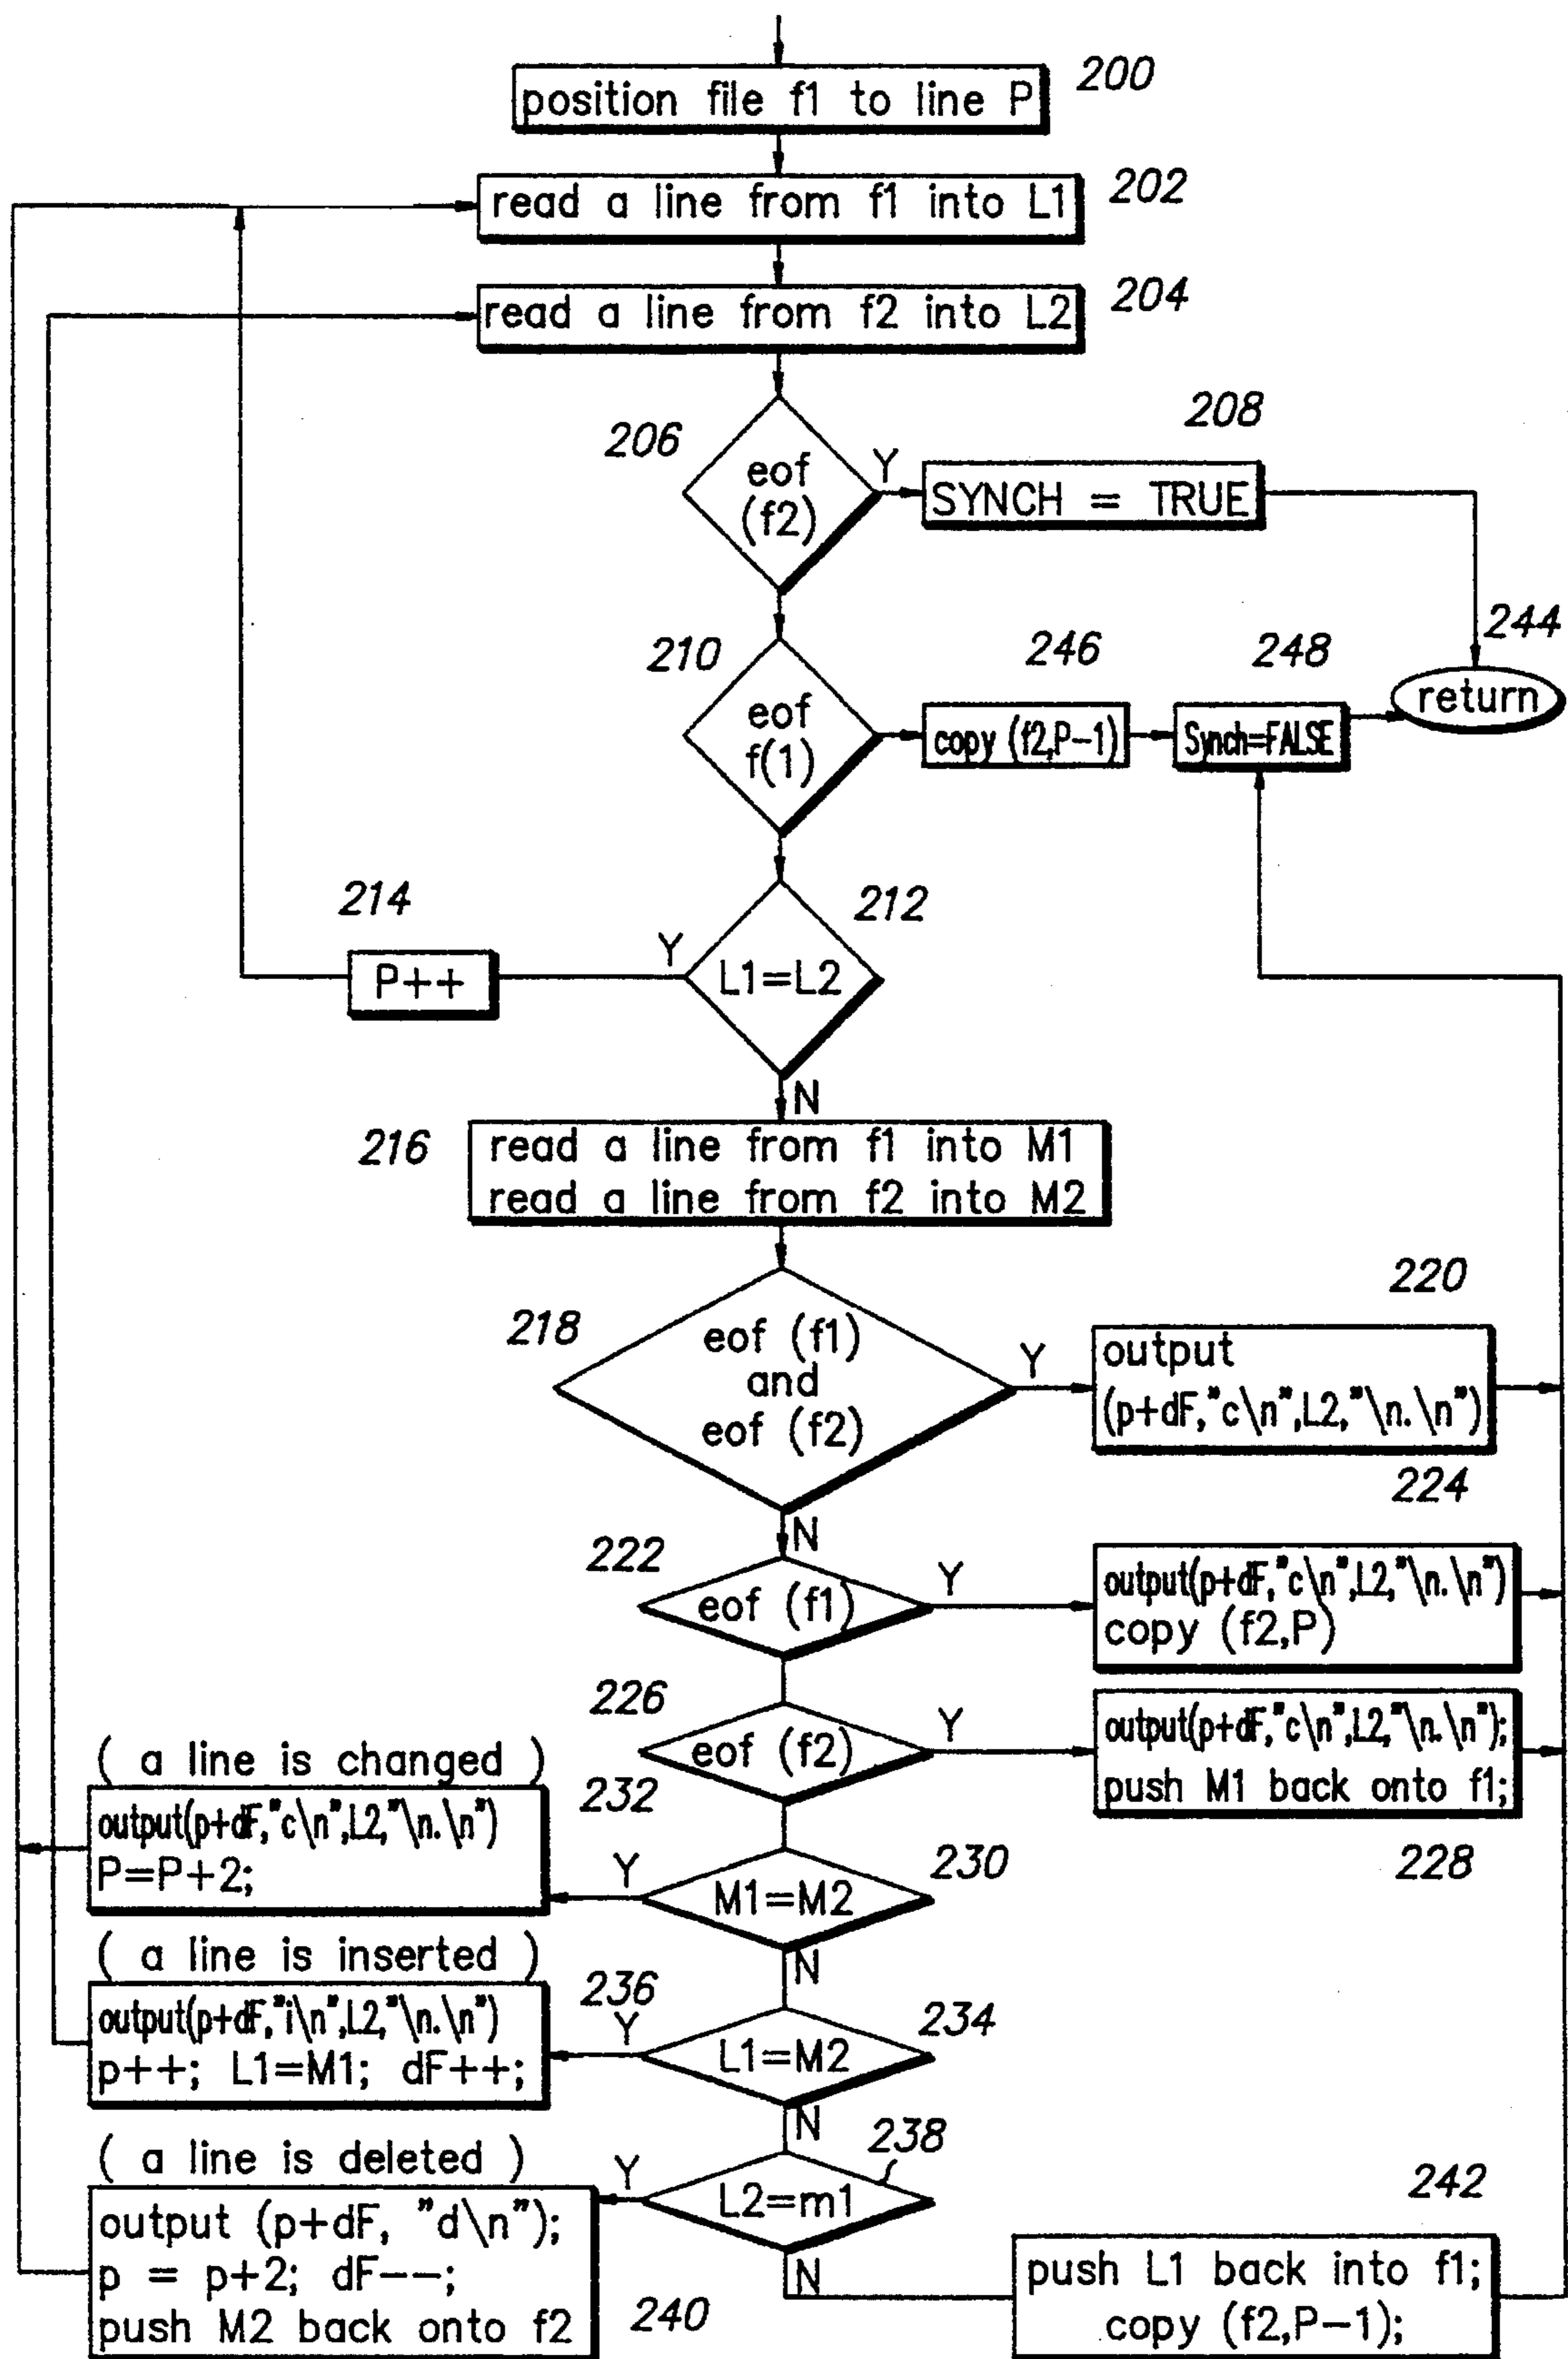 position file f1 to line P
200
read a line from f1 into L1
202
read a line from f2 into L2
204
206
eof
(f2)
Y
208
SYNCH = TRUE
210
eof
f(1)
246
copy (f2,P-1)
248
Synch=FALSE
244
return
214
P++
Y
212
L1=L2
N
216
read a line from f1 into M1
read a line from f2 into M2
218
eof (f1)
and
eof (f2)
Y
220
output
(p+dF,"c\n",L2,"\n.\n")
N
222
eof (f1)
Y
224
output(p+dF,"c\n",L2,"\n.\n")
copy (f2,P)
226
eof (f2)
Y
output(p+dF,"c\n",L2,"\n.\n");
push M1 back onto f1;
228
( a line is changed )
232
output(p+dF,"c\n",L2,"\n.\n")
P=P+2;
Y
230
M1=M2
N
( a line is inserted )
236
output(p+dF,"i\n",L2,"\n.\n")
p++; L1=M1; dF++;
Y
234
L1=M2
N
( a line is deleted )
Y
238
L2=m1
output (p+dF, "d\n");
p = p+2; dF--;
push M2 back onto f2
240
N
242
push L1 back into f1;
copy (f2,P-1);